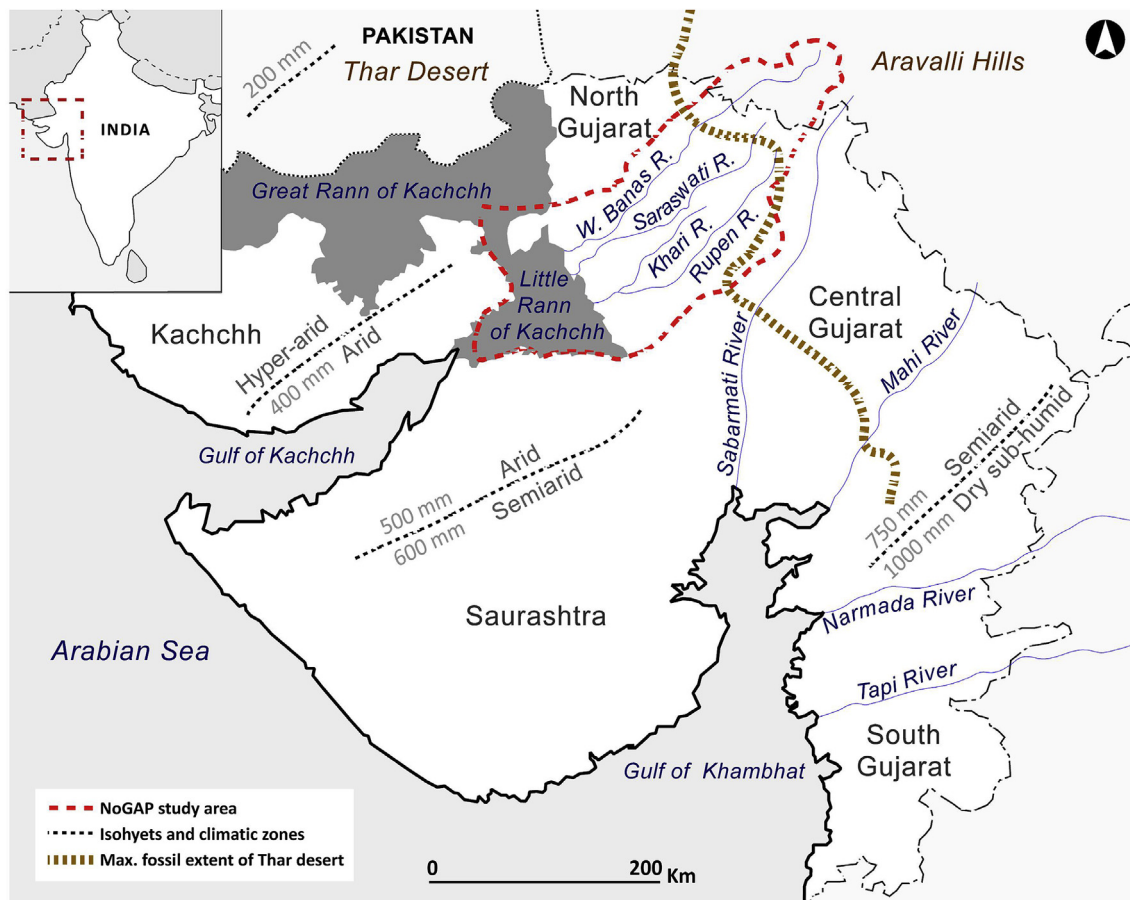 INDIA
PAKISTAN
Thar Desert
200 mm
Aravalli Hills
North
Gujarat
Great Rann of Kachchh
W. Banas R.
Saraswati R.
Khari R.
Rupen R.
Little
Rann
of Kachchh
Kachchh
Hyper-arid
400 mm Arid
Central
Gujarat
Sabarmati River
Mahi River
Gulf of Kachchh
Arid
500 mm
Semiarid
600 mm
Semiarid
750 mm
Dry sub-humid
1000 mm
Saurashtra
Arabian Sea
Narmada River
Tapi River
South
Gujarat
Gulf of Khambhat
NoGAP study area
Isohyets and climatic zones
Max. fossil extent of Thar desert
0 200 Km